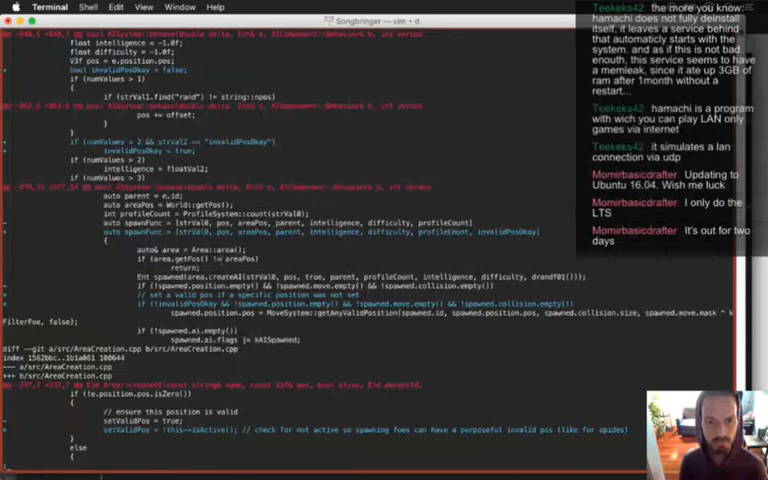 Terminal Shell Edit View Window Help
Songbringer — vim • d
float intelligence = -1.0f;
float difficulty = -1.0f;
V3f pos = e.position.pos;
+ bool invalidPosOkay = false;
if (numValues > 1)
{
if (strVal1.find("rand") != string::npos)
pos += offset;
}
}
+ if (numValues > 2 && strVal2 == "invalidPosOkay")
+ invalidPosOkay = true;
if (numValues > 2)
intelligence = floatVal2;
if (numValues > 3)
auto parent = e.id;
auto areaPos = World::getPos();
int profileCount = ProfileSystem::count(strVal0);
- auto spawnFunc = [strVal0, pos, areaPos, parent, intelligence, difficulty, profileCount]
+ auto spawnFunc = [strVal0, pos, areaPos, parent, intelligence, difficulty, profileCount, invalidPosOkay]
{
auto& area = Area::area();
if (area.getPos() != areaPos)
return;
Ent spawned(area.createAI(strVal0, pos, true, parent, profileCount, intelligence, difficulty, drandf01()));
- if (!spawned.position.empty() && !spawned.move.empty() && !spawned.collision.empty())
+ // set a valid pos if a specific position was not set
+ if (!invalidPosOkay && !spawned.position.empty() && !spawned.move.empty() && !spawned.collision.empty())
spawned.position.pos = MoveSystem::getAnyValidPosition(spawned.id, spawned.position.pos, spawned.collision.size, spawned.move.mask ^ k
FilterFoe, false);
if (!spawned.ai.empty())
spawned.ai.flags |= kAISpawned;
diff --git a/src/AreaCreation.cpp b/src/AreaCreation.cpp
index 1562bbc..1b1a061 100644
--- a/src/AreaCreation.cpp
+++ b/src/AreaCreation.cpp
if (!e.position.pos.isZero())
{
// ensure this position is valid
- setValidPos = true;
+ setValidPos = !this->isActive(); // check for not active so spawning foes can have a purposeful invalid pos (like for spides)
}
else
{
:
Teekeks42 the more you know:
hamachi does not fully deinstall
itself, it leaves a service behind
that automaticly starts with the
system. and as if this is not bad
enouth, this service seems to have
a memleak, since it ate up 3GB of
ram after 1month without a
restart...
Teekeks42 hamachi is a program
with wich you can play LAN only
games via internet
Teekeks42 it simulates a lan
connection via udp
Momirbasicdrafter Updating to
Ubuntu 16.04. Wish me luck
Momirbasicdrafter I only do the
LTS
Momirbasicdrafter It's out for two
days